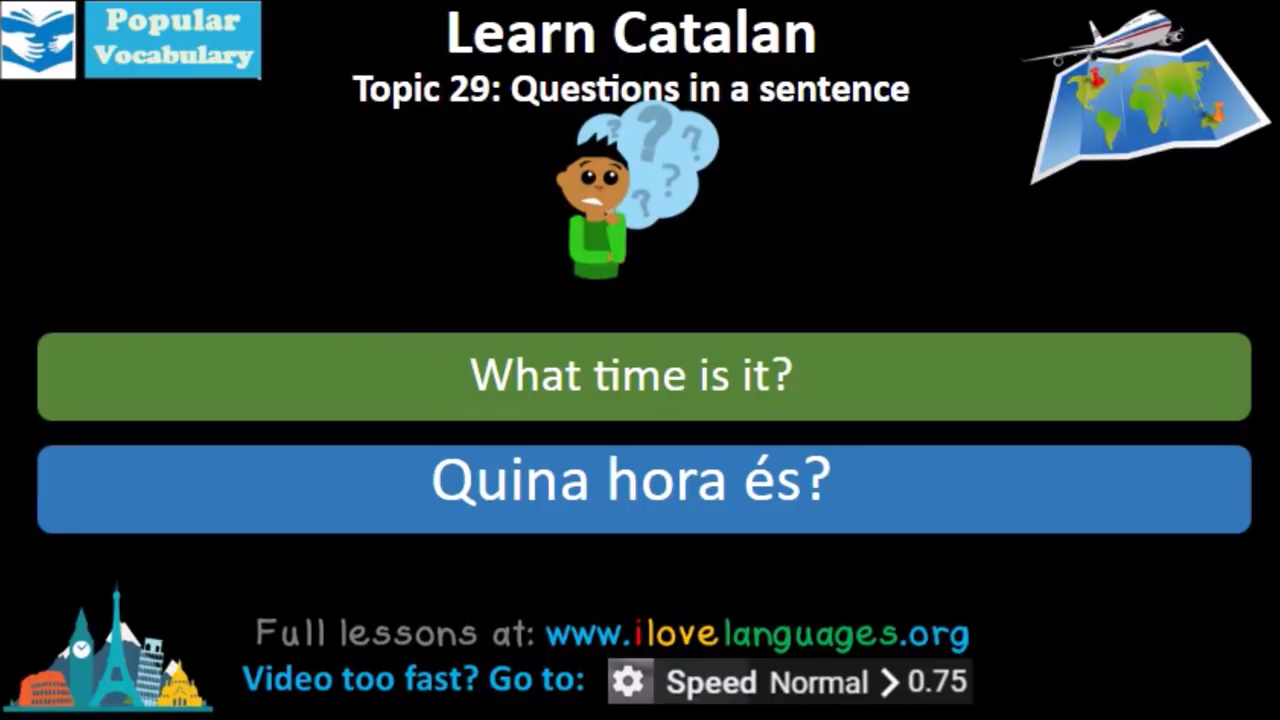 Popular
Vocabulary
Learn Catalan
Topic 29: Questions in a sentence
What time is it?
Quina hora és?
Full lessons at: www.ilovelanguages.org
Video too fast? Go to: Speed Normal > 0.75